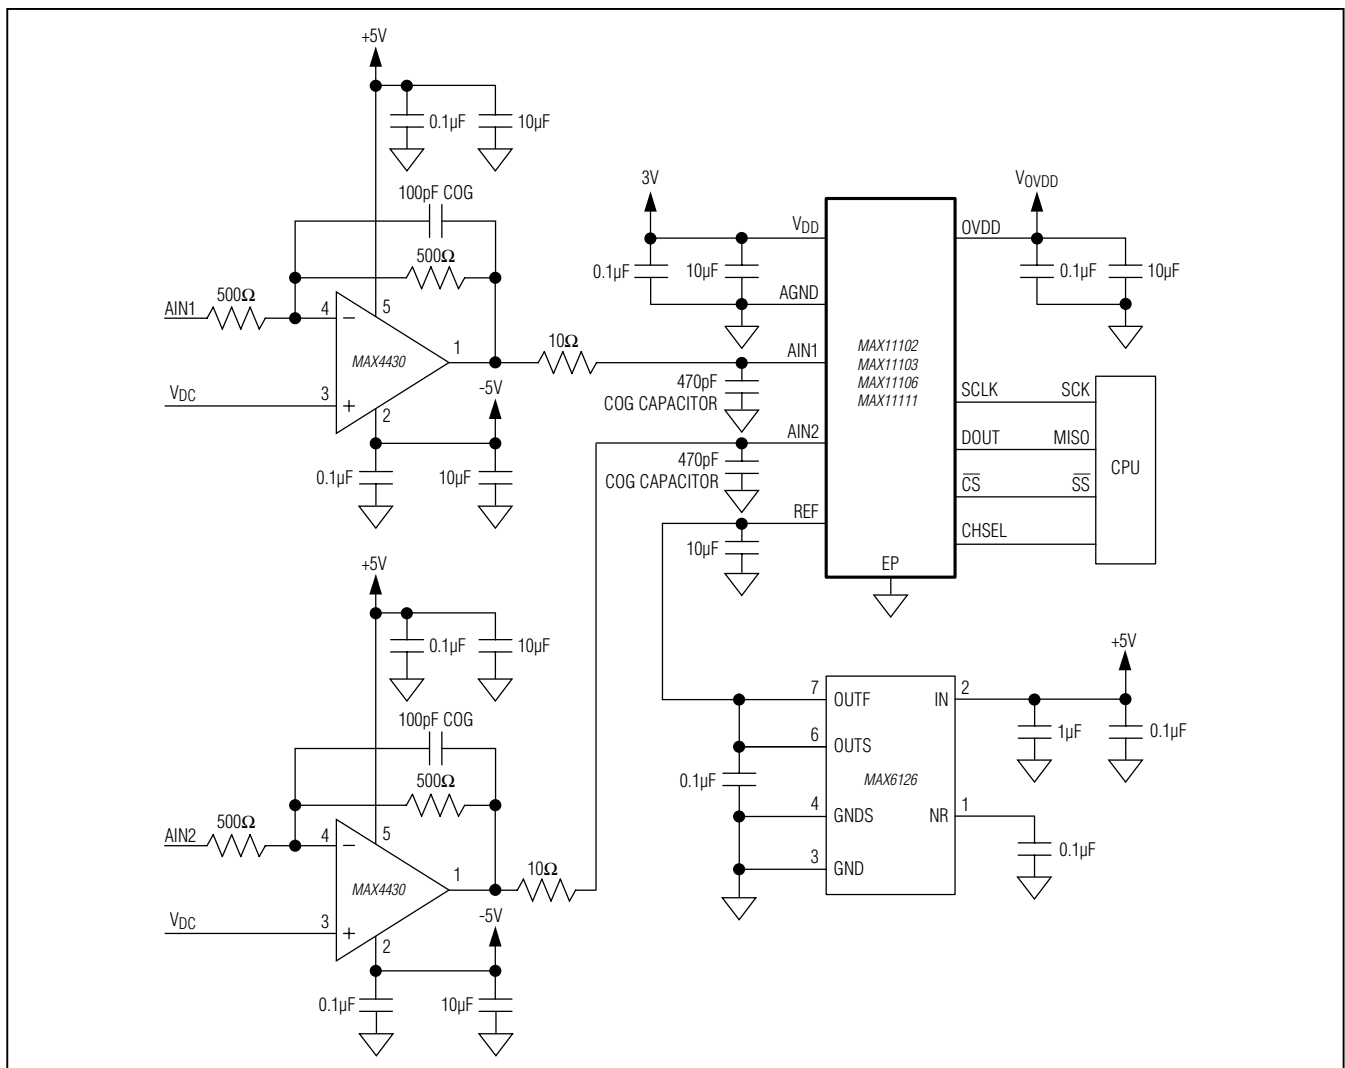 +5V
0.1µF
10µF
100pF COG
500Ω
500Ω
AIN1
4
5
−
MAX4430
1
VDC
3
+
2
-5V
0.1µF
10µF
10Ω
3V
VDD
0.1µF
10µF
AGND
AIN1
470pF
COG CAPACITOR
AIN2
470pF
COG CAPACITOR
REF
10µF
MAX11102
MAX11103
MAX11106
MAX11111
EP
VOVDD
OVDD
0.1µF
10µF
SCLK
SCK
DOUT
MISO
CS
SS
CHSEL
CPU
+5V
0.1µF
10µF
100pF COG
500Ω
500Ω
AIN2
4
5
−
MAX4430
1
VDC
3
+
2
-5V
0.1µF
10µF
10Ω
7
OUTF
6
OUTS
0.1µF
4
GNDS
3
GND
MAX6126
IN
2
NR
1
+5V
1µF
0.1µF
0.1µF